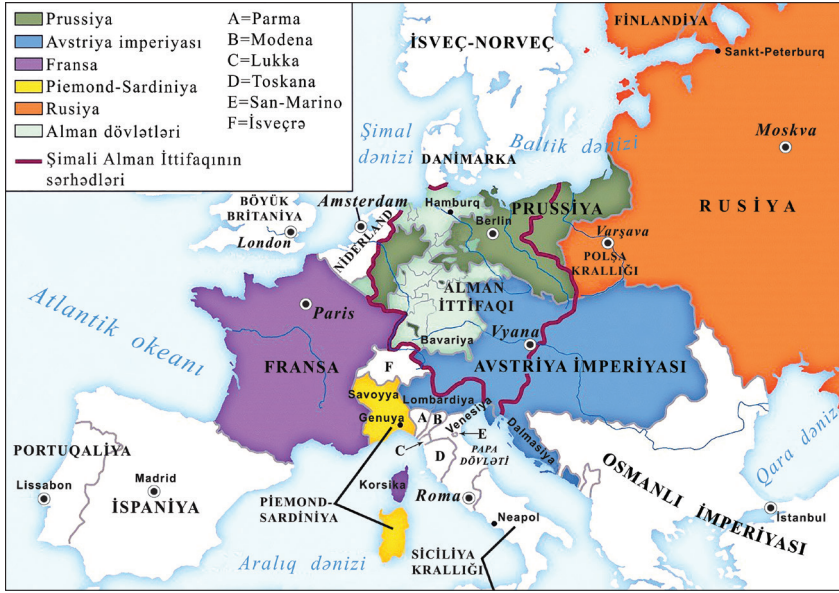 Prussiya
Avstriya imperiyası
Fransa
Piemond-Sardiniya
Rusiya
Alman dövlətləri
Şimali Alman İttifaqının
sərhədləri
A=Parma
B=Modena
C=Lukka
D=Toskana
E=San-Marino
F=İsveçrə
FİNLANDİYA
İSVEÇ-NORVEÇ
Sankt-Peterburq
Şimal
dənizi
Baltik dənizi
Moskva
DANİMARKA
BÖYÜK
BRİTANİYA
London
Amsterdam
NİDERLAND
Hamburq
Berlin
PRUSSİYA
RUSİYA
Varşava
POLŞA
KRALLIĞI
Atlantik okeanı
Paris
ALMAN
İTTİFAQI
Bavariya
Vyana
FRANSA
AVSTRİYA İMPERİYASI
F
Savoyya
Lombardiya
Venesiya
Genuya
A
B
C
D
E
PAPA
DÖVLƏTİ
Dalmasiya
PORTUQALİYA
Lissabon
Madrid
İSPANİYA
PİEMOND-
SARDİNİYA
Korsika
Roma
Neapol
SİCİLİYA
KRALLIĞI
Aralıq dənizi
OSMANLI İMPERİYASI
Qara dəniz
İstanbul